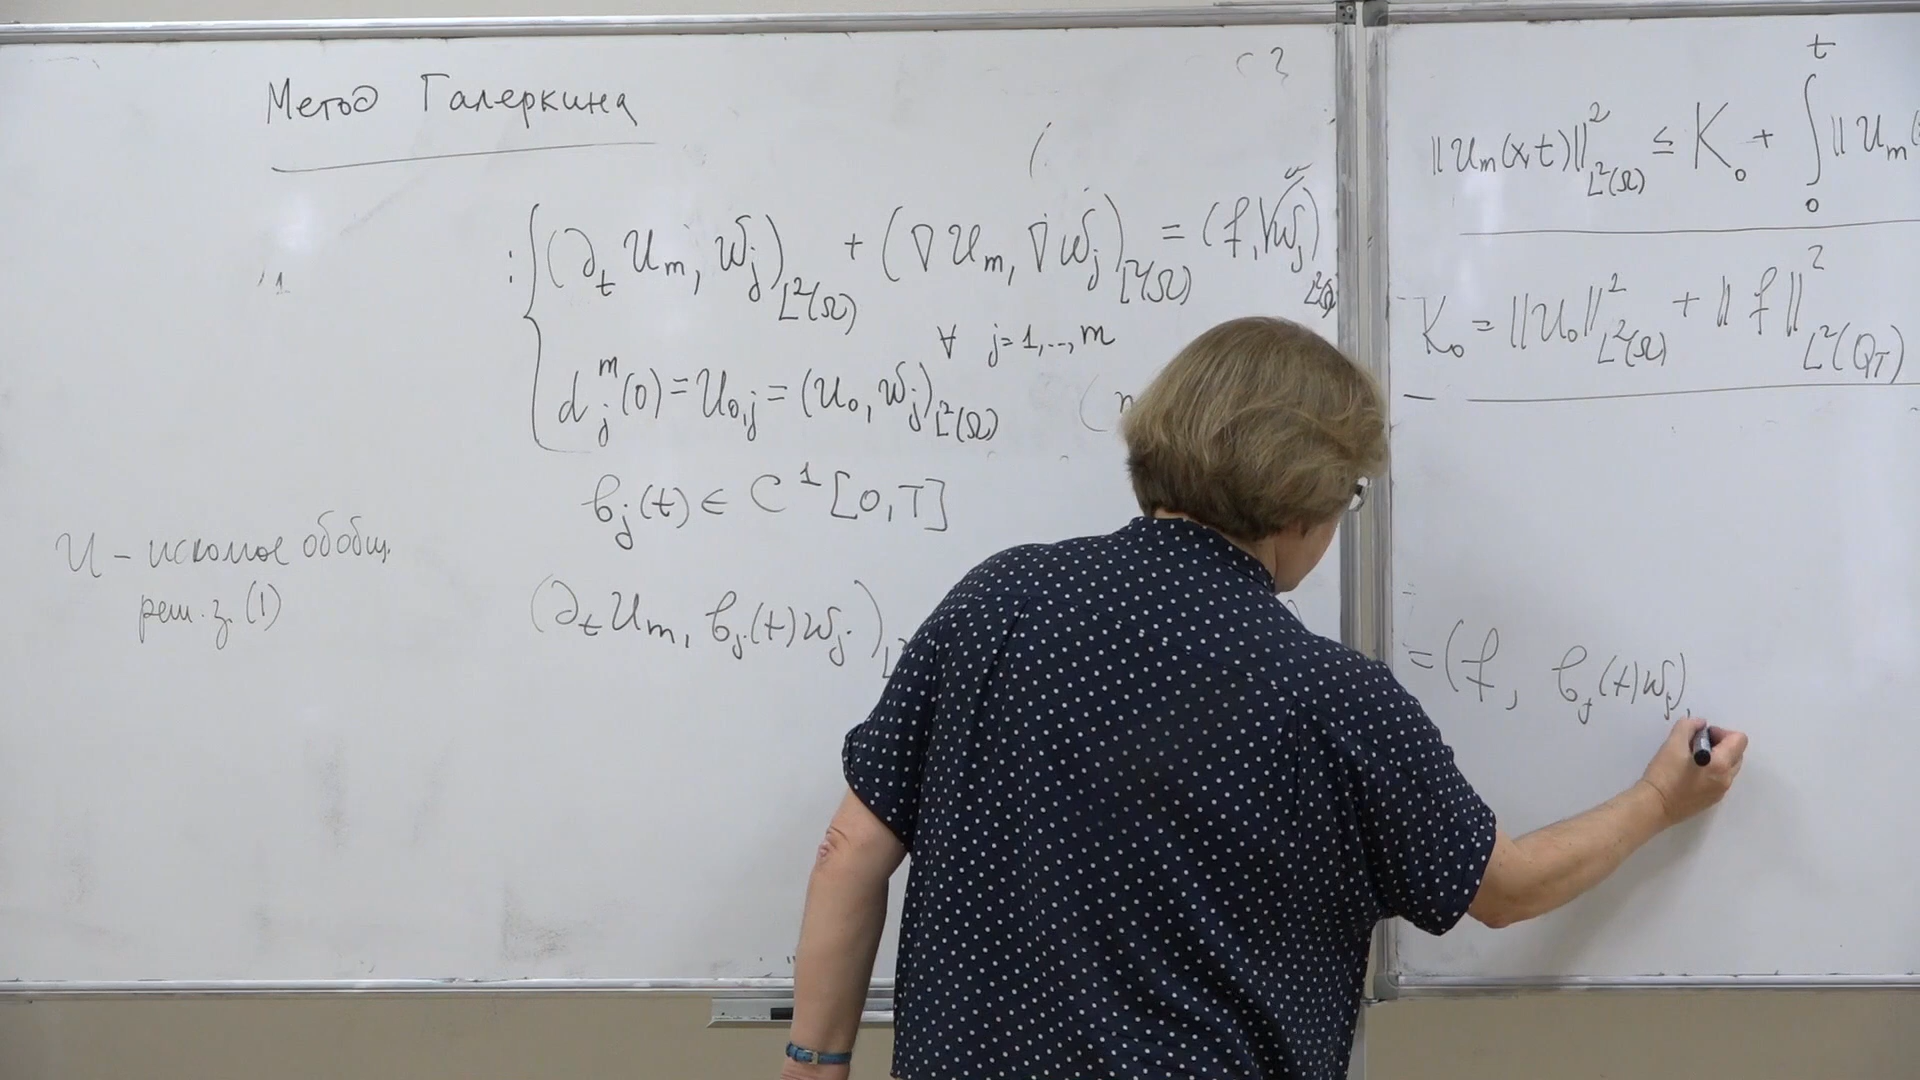 Метод Галеркина
: { (∂_t u_m, w_j)_{L²(Ω)} + (∇u_m, ∇w_j)_{L²(Ω)} = (f, w_j)
∀ j=1,..,m
d_j^m(0) = u_{0,j} = (u_0, w_j)_{L²(Ω)}
b_j(t) ∈ C¹[0,T]
u – искомое обобщ.
реш. з. (1)
(∂_t u_m, b_j(t)w_j)
‖u_m(x,t)‖²_{L²(Ω)} ≤ K_0 + ∫_0^t ‖u_m(
K_0 = ‖u_0‖²_{L²(Ω)} + ‖f‖²_{L²(Q_T)}
= (f, b_j(t)w_j)